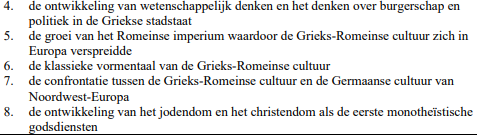 4. de ontwikkeling van wetenschappelijk denken en het denken over burgerschap en
politiek in de Griekse stadstaat
5. de groei van het Romeinse imperium waardoor de Grieks-Romeinse cultuur zich in
Europa verspreidde
6. de klassieke vormentaal van de Grieks-Romeinse cultuur
7. de confrontatie tussen de Grieks-Romeinse cultuur en de Germaanse cultuur van
Noordwest-Europa
8. de ontwikkeling van het jodendom en het christendom als de eerste monotheïstische
godsdiensten